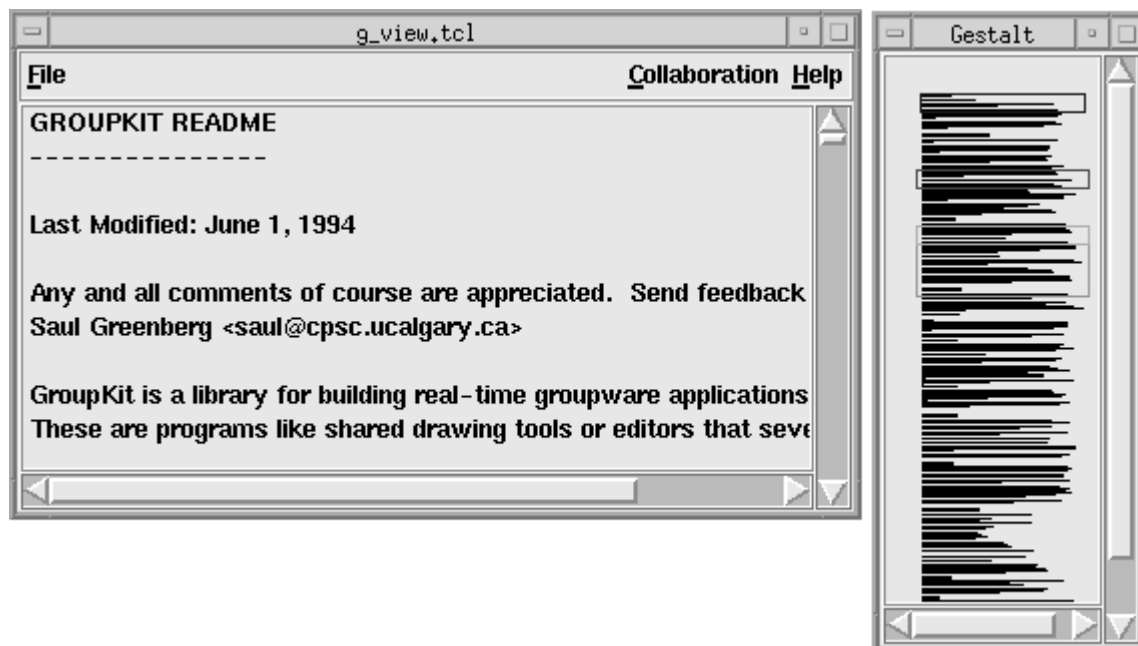 g_view.tcl
File Collaboration Help
GROUPKIT README
---------------
Last Modified: June 1, 1994
Any and all comments of course are appreciated. Send feedback
Saul Greenberg <saul@cpsc.ucalgary.ca>
GroupKit is a library for building real-time groupware applications
These are programs like shared drawing tools or editors that seve
Gestalt